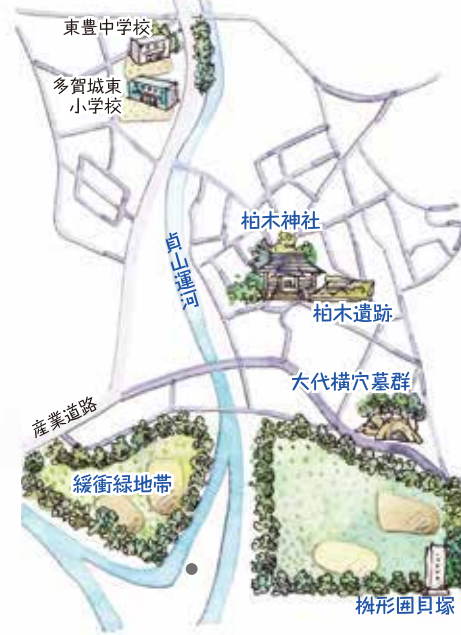 東豊中学校
多賀城東
小学校
柏木神社
貞山運河
柏木遺跡
大代横穴墓群
産業道路
緩衝緑地帯
桝形囲貝塚